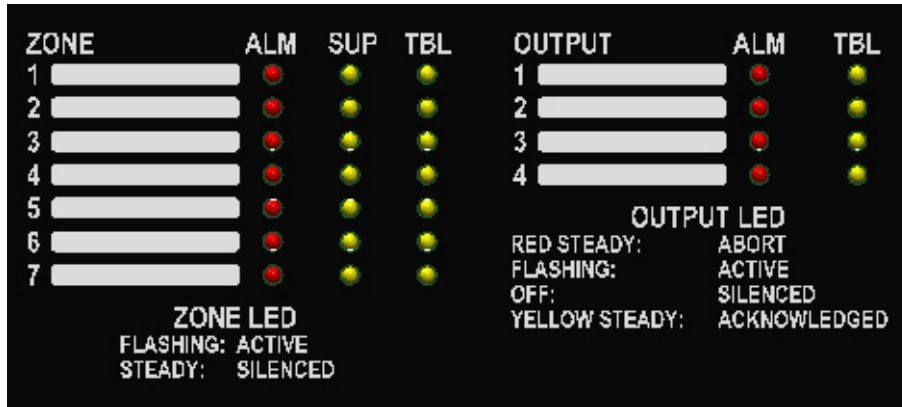 ZONE ALM SUP TBL
1
2
3
4
5
6
7
ZONE LED
FLASHING: ACTIVE
STEADY: SILENCED
OUTPUT ALM TBL
1
2
3
4
OUTPUT LED
RED STEADY: ABORT
FLASHING: ACTIVE
OFF: SILENCED
YELLOW STEADY: ACKNOWLEDGED